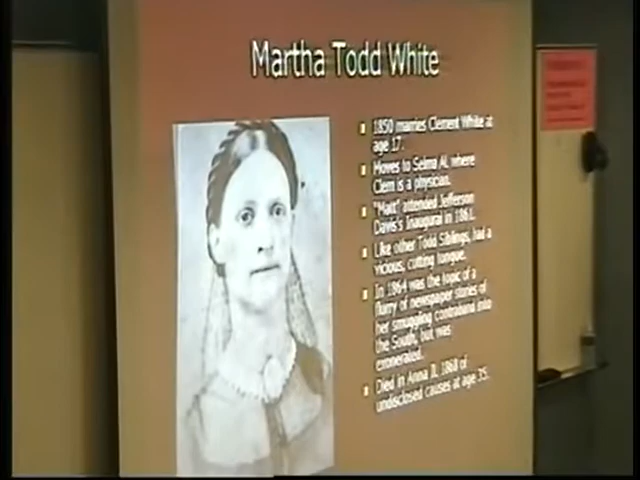 Martha Todd White
1850 marries Clement White at
age 17.
Moves to Selma AL where
Clem is a physician.
"Matt" attended Jefferson
Davis's Inaugural in 1861.
Like other Todd Siblings, had a
vicious, cutting tongue.
In 1864 was the topic of a
flurry of newspaper stories of
her smuggling contraband into
the South, but was
exonerated.
Died in Anna IL 1868 of
undisclosed causes at age 35.